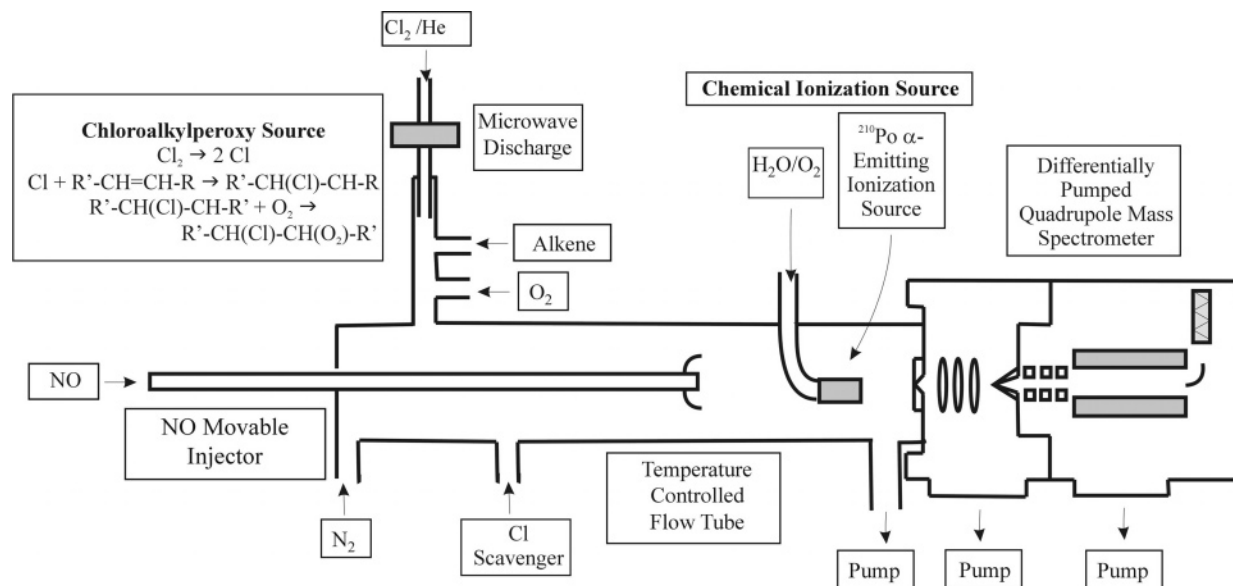 Cl₂ /He
Chloroalkylperoxy Source
Cl₂ → 2 Cl
Cl + R’-CH=CH-R → R’-CH(Cl)-CH-R
R’-CH(Cl)-CH-R’ + O₂ →
R’-CH(Cl)-CH(O₂)-R’
Microwave
Discharge
Chemical Ionization Source
H₂O/O₂
²¹⁰Po α-
Emitting
Ionization
Source
Differentially
Pumped
Quadrupole Mass
Spectrometer
Alkene
O₂
NO
NO Movable
Injector
Temperature
Controlled
Flow Tube
N₂
Cl
Scavenger
Pump
Pump
Pump